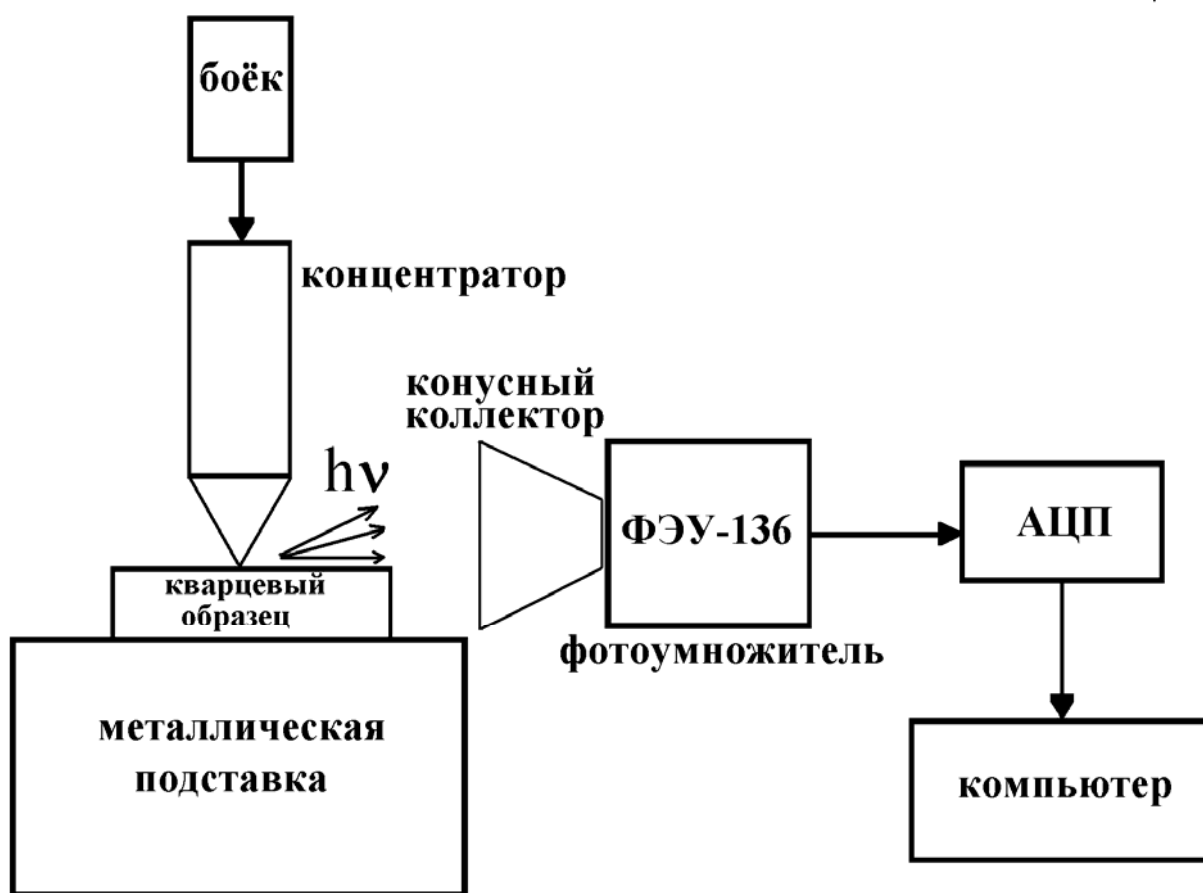 боёк
концентратор
конусный
коллектор
hν
ФЭУ-136
АЦП
кварцевый
образец
фотоумножитель
металлическая
подставка
компьютер